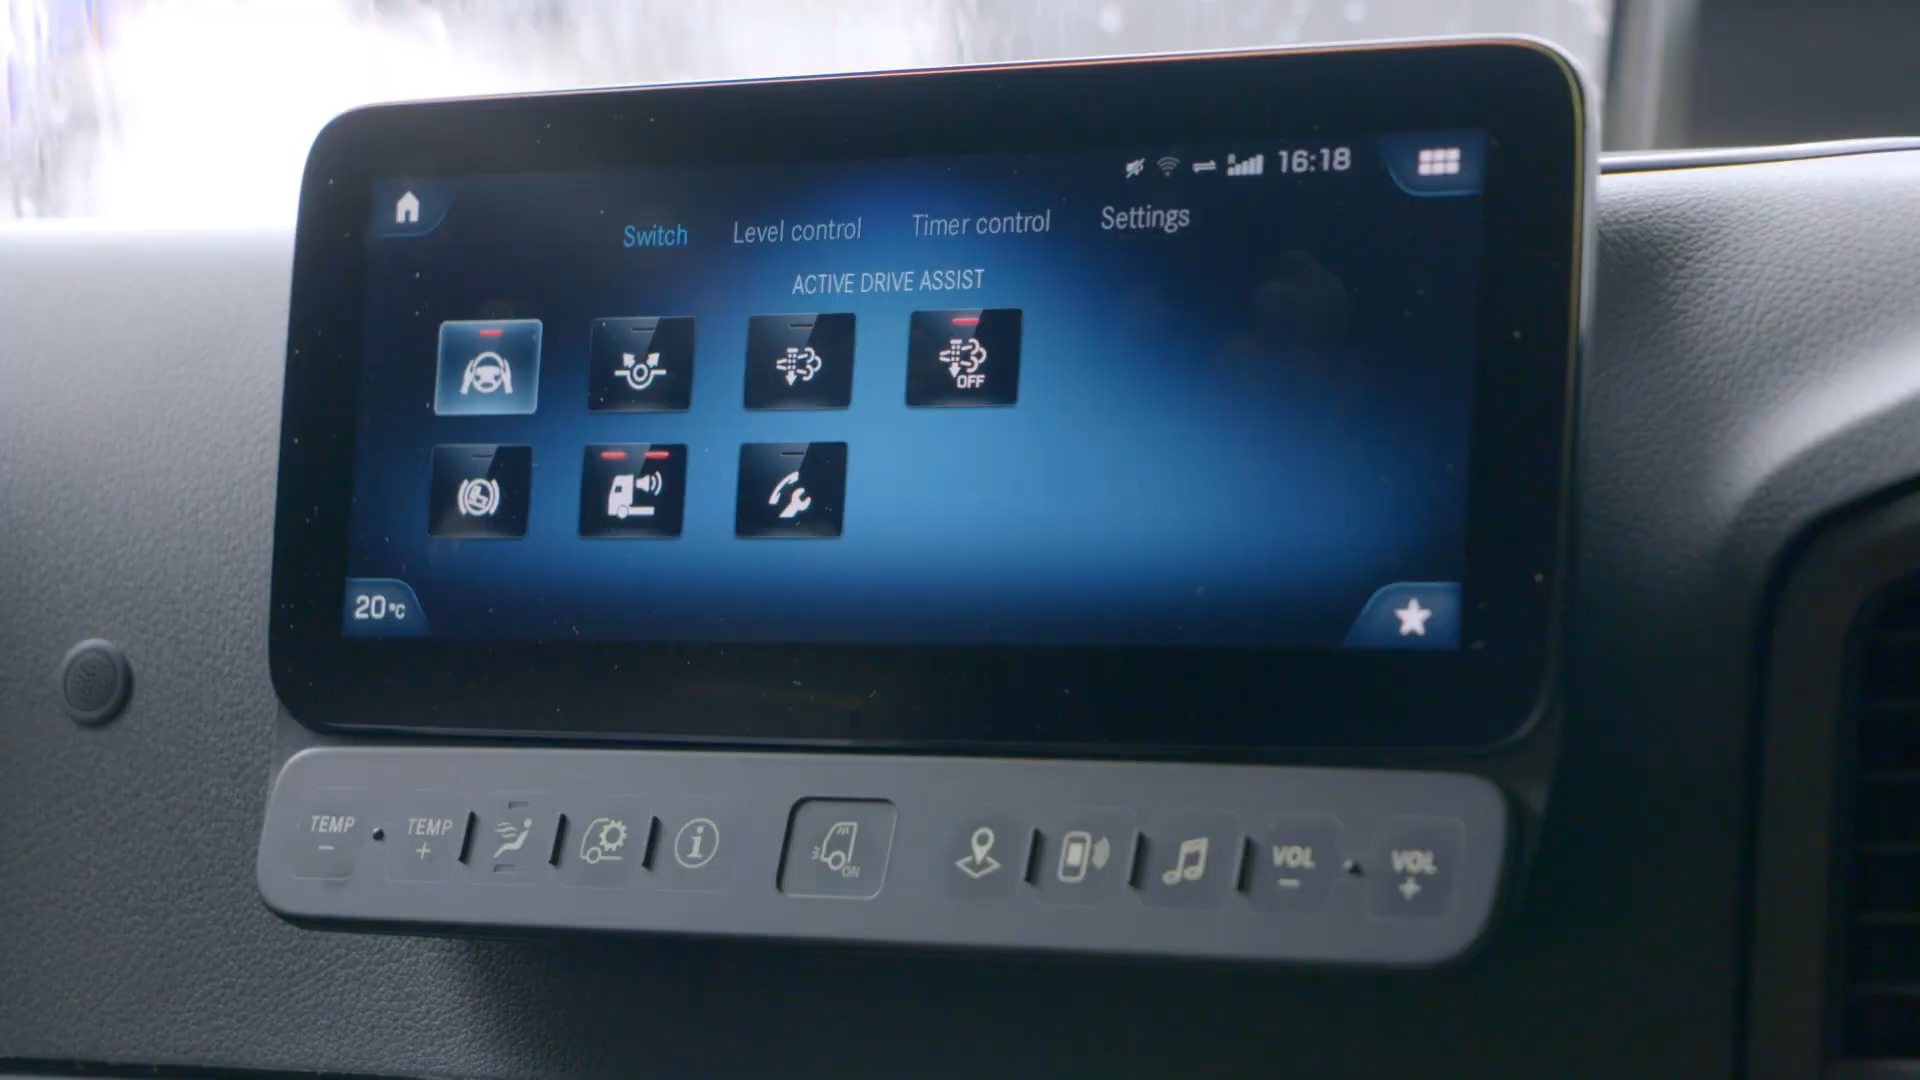 16:18
Switch Level control Timer control Settings
ACTIVE DRIVE ASSIST
OFF
20°C
TEMP
-
TEMP
+
i
ON
VOL
-
VOL
+